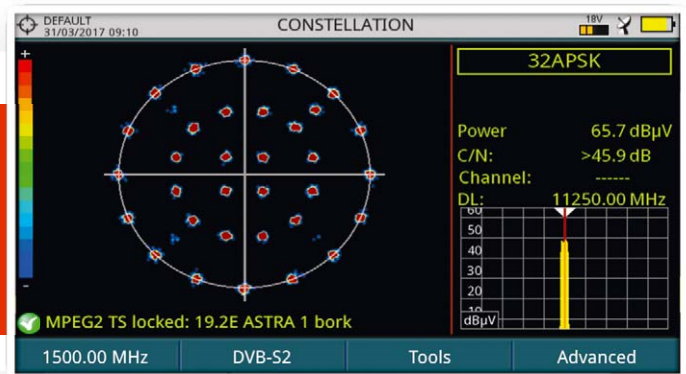 DEFAULT
31/03/2017 09:10
CONSTELLATION
18V
+
-
32APSK
Power 65.7 dBµV
C/N: >45.9 dB
Channel: ------
DL: 11250.00 MHz
60
50
40
30
20
10
dBµV
MPEG2 TS locked: 19.2E ASTRA 1 bork
1500.00 MHz DVB-S2 Tools Advanced